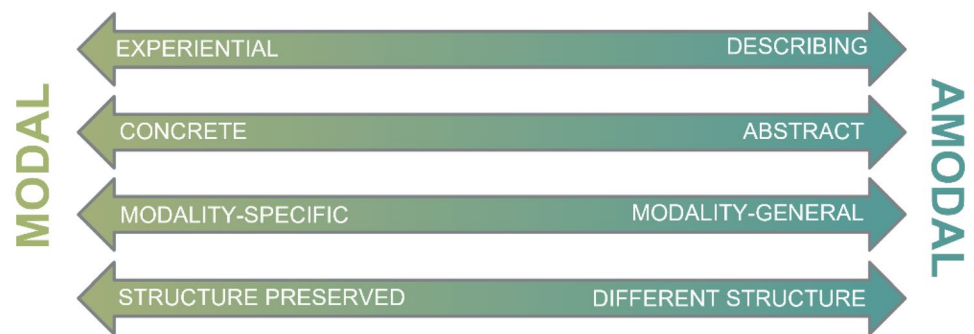 MODAL
EXPERIENTIAL DESCRIBING
CONCRETE ABSTRACT
MODALITY-SPECIFIC MODALITY-GENERAL
STRUCTURE PRESERVED DIFFERENT STRUCTURE
AMODAL